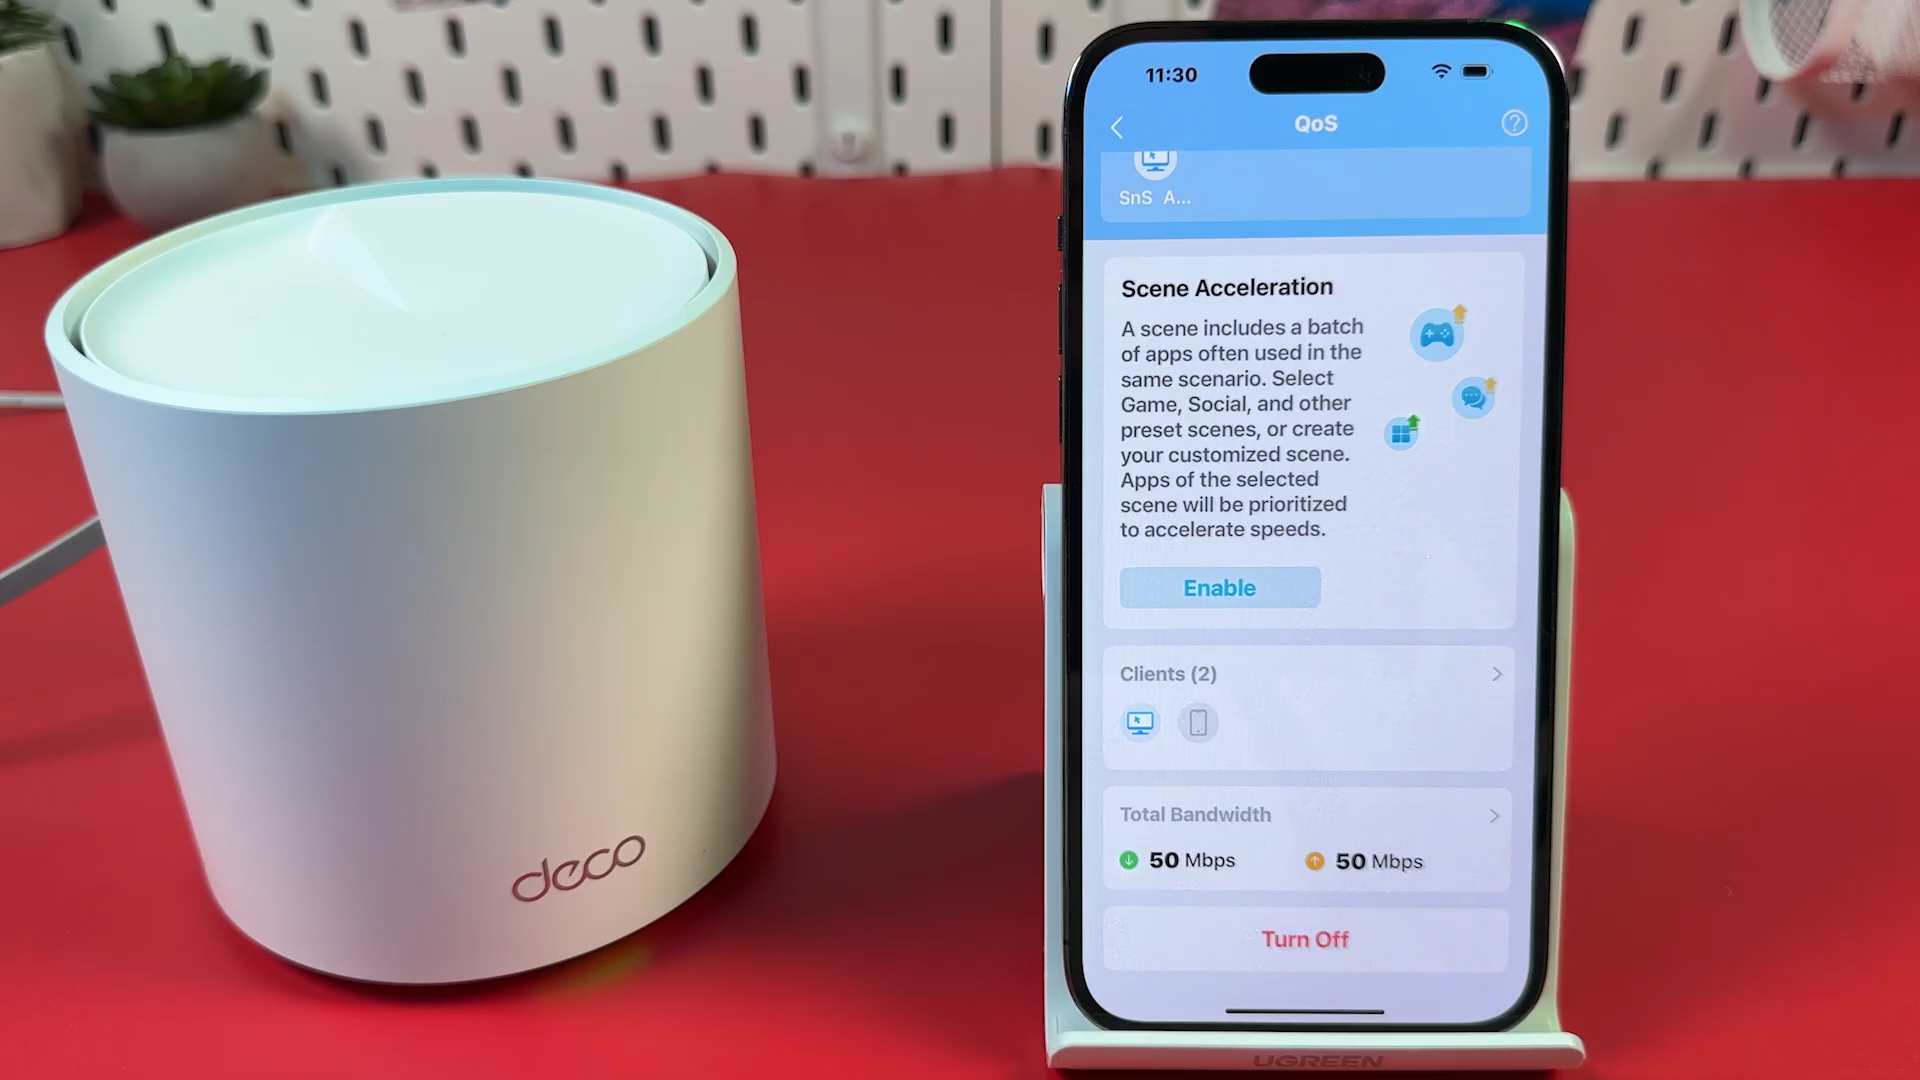 11:30
QoS
SnS A...
Scene Acceleration
A scene includes a batch
of apps often used in the
same scenario. Select
Game, Social, and other
preset scenes, or create
your customized scene.
Apps of the selected
scene will be prioritized
to accelerate speeds.
Enable
Clients (2)
Total Bandwidth
50 Mbps
50 Mbps
Turn Off
deco
UGREEN